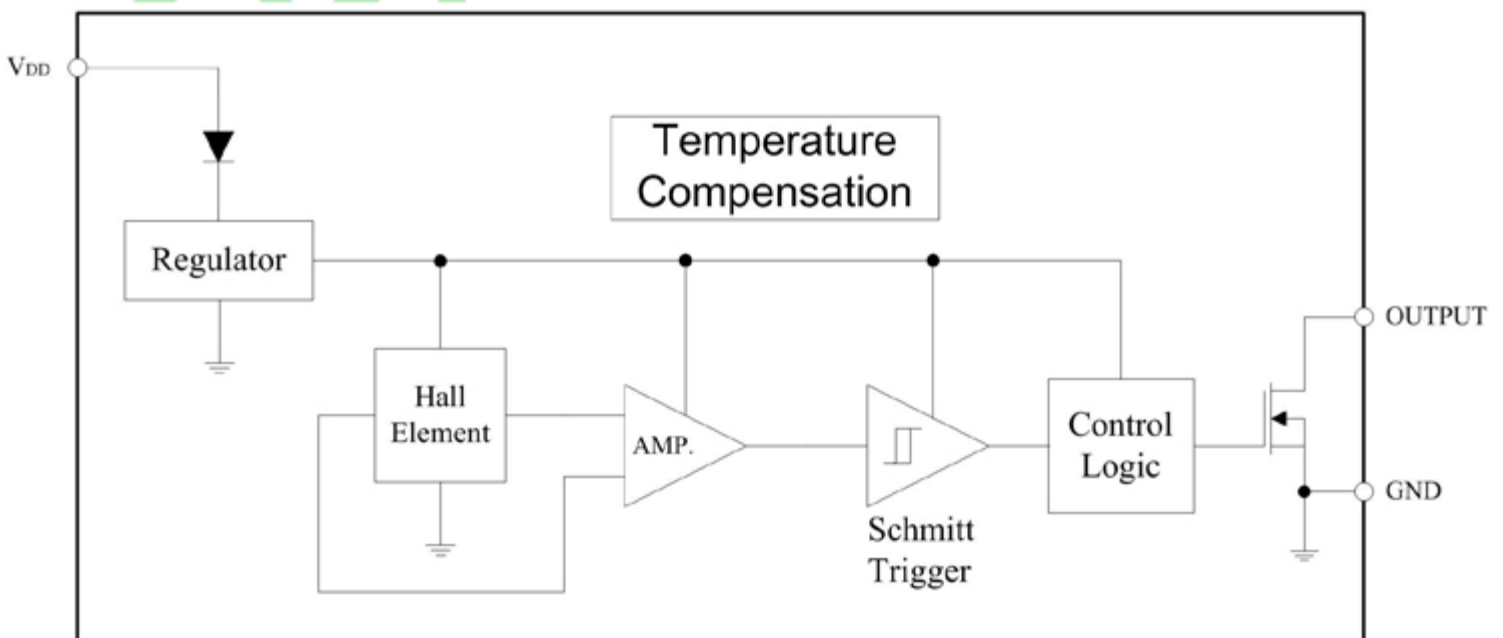 VDD
Temperature
Compensation
Regulator
OUTPUT
Hall
Element
AMP.
Control
Logic
GND
Schmitt
Trigger